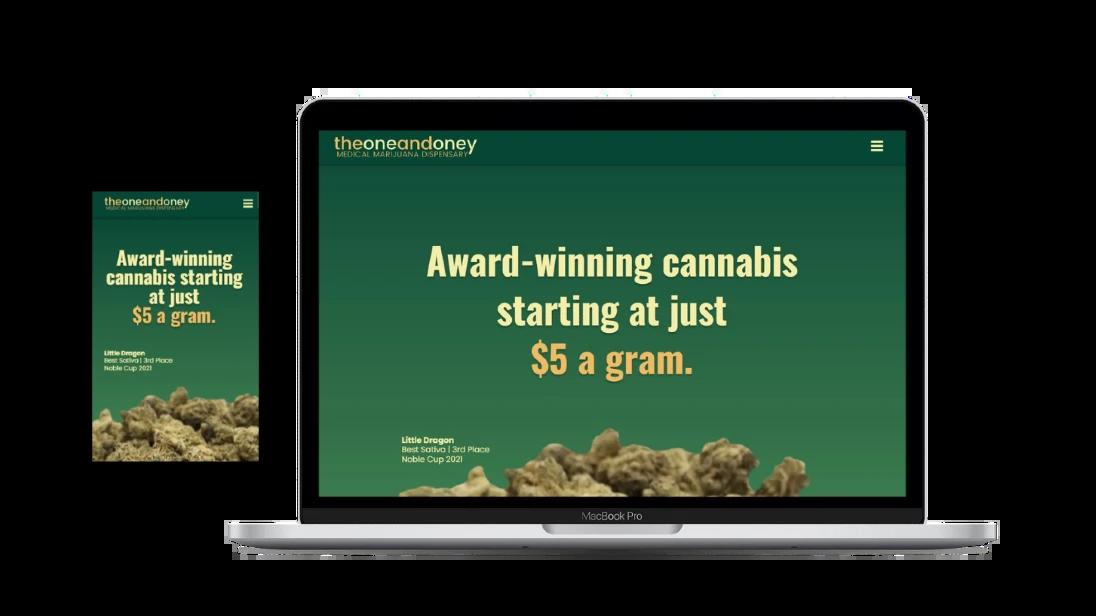 theoneandoney
MEDICAL MARIJUANA DISPENSARY
Award-winning
cannabis starting
at just
$5 a gram.
Little Dragon
Best Sativa | 3rd Place
Noble Cup 2021
theoneandoney
MEDICAL MARIJUANA DISPENSARY
Award-winning cannabis
starting at just
$5 a gram.
Little Dragon
Best Sativa | 3rd Place
Noble Cup 2021
MacBook Pro